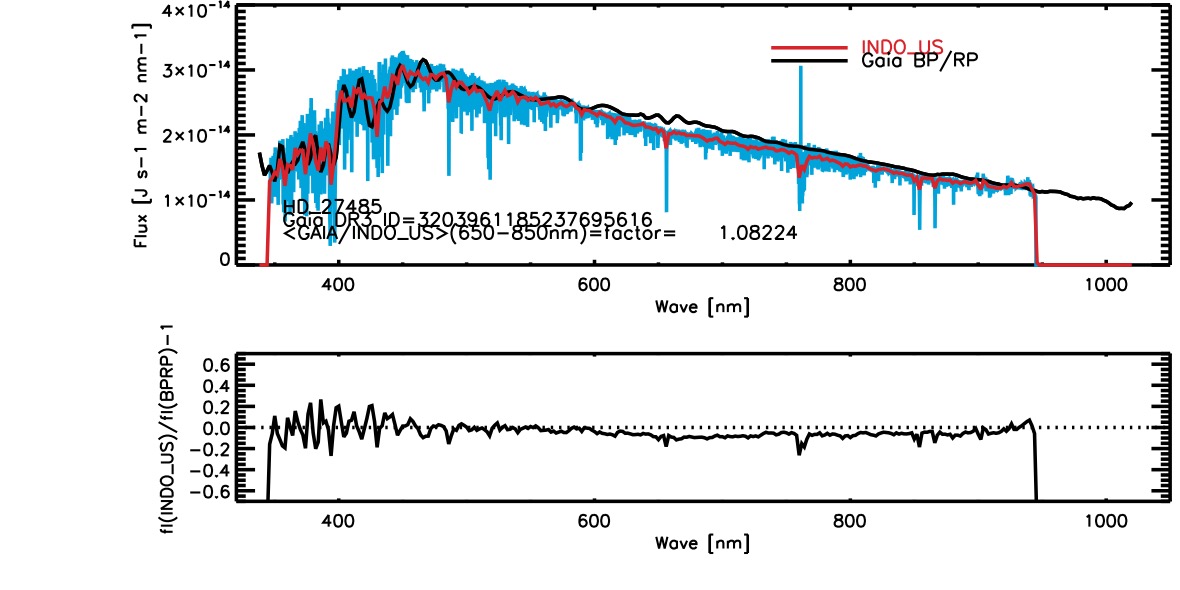 4×10⁻¹⁴
3×10⁻¹⁴
2×10⁻¹⁴
1×10⁻¹⁴
0
Flux [J s−1 m−2 nm−1]
INDO_US
Gaia BP/RP
HD_27485
Gaia DR3 ID=3203961185237695616
<GAIA/INDO_US>(650−850nm)=factor= 1.08224
400 600 800 1000
Wave [nm]
0.6
0.4
0.2
0.0
−0.2
−0.4
−0.6
fl(INDO_US)/fl(BPRP)−1
400 600 800 1000
Wave [nm]